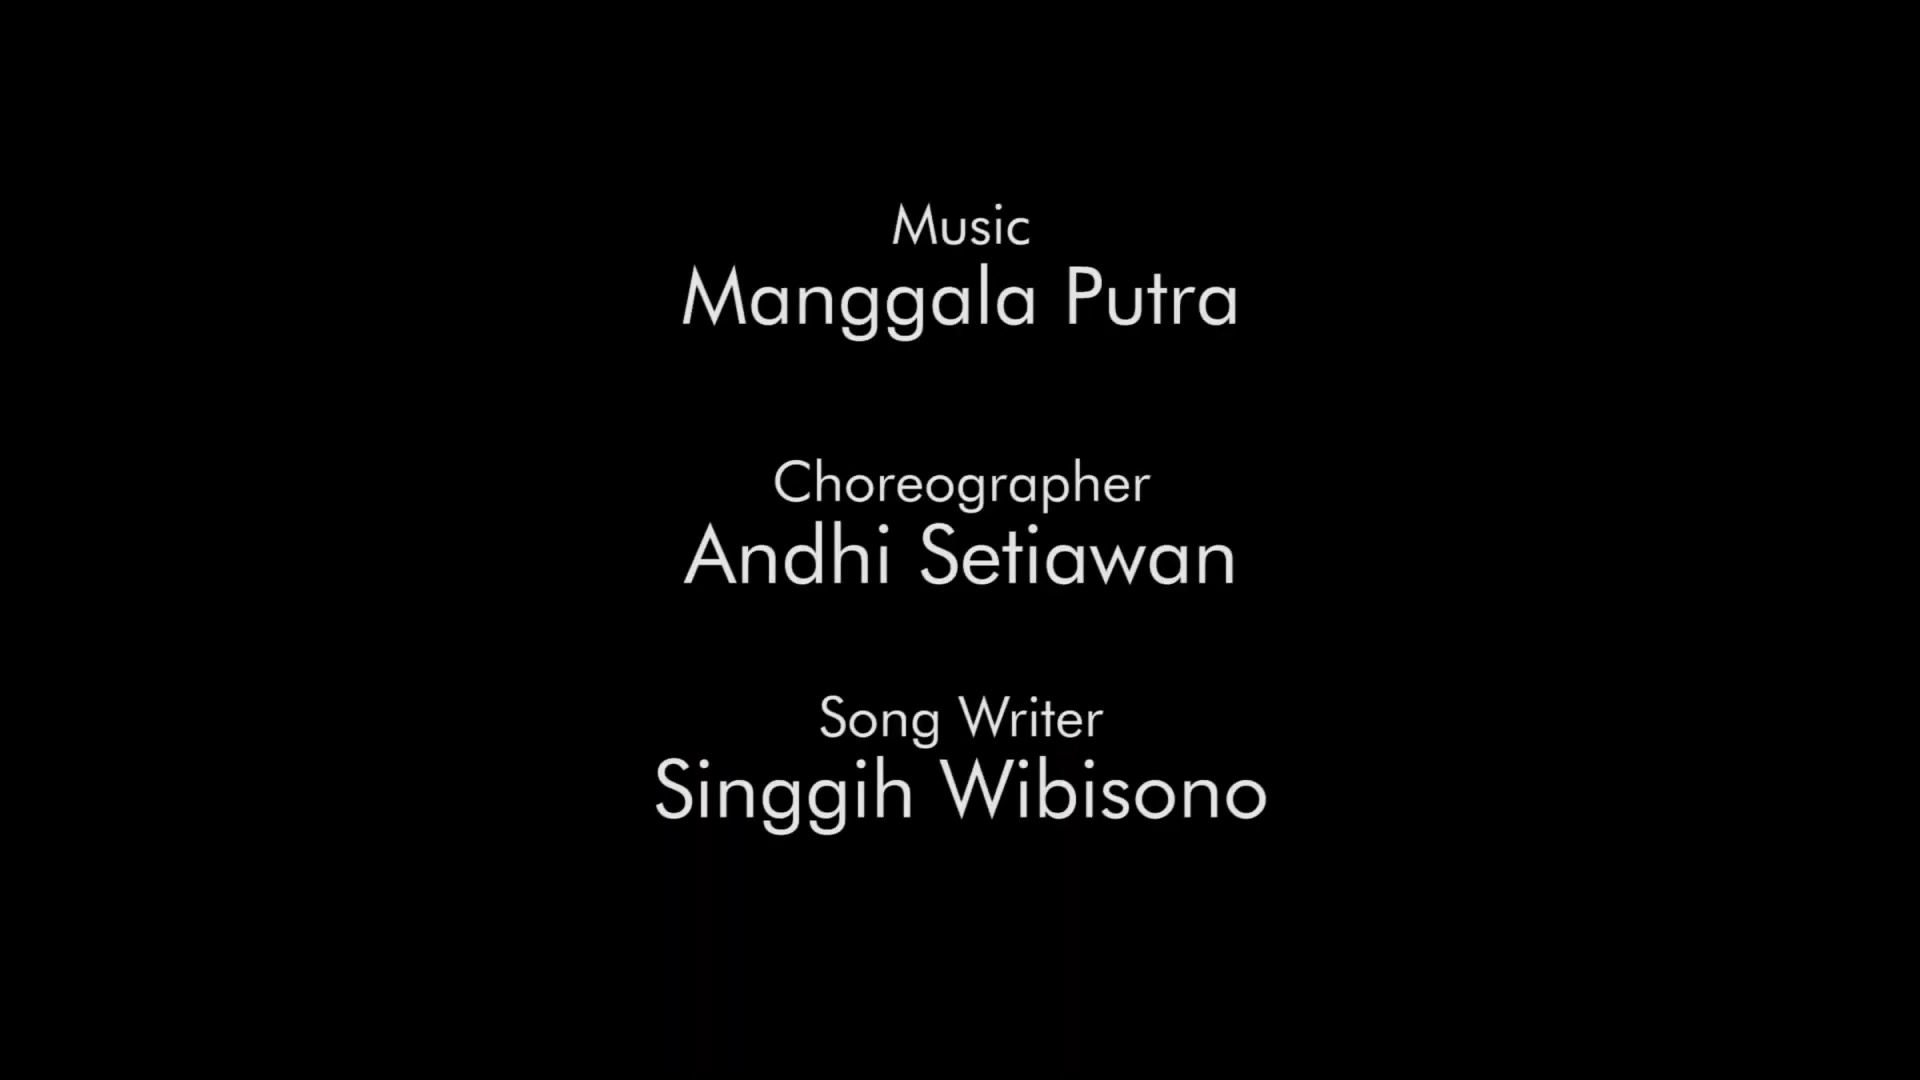 Music
Manggala Putra
Choreographer
Andhi Setiawan
Song Writer
Singgih Wibisono